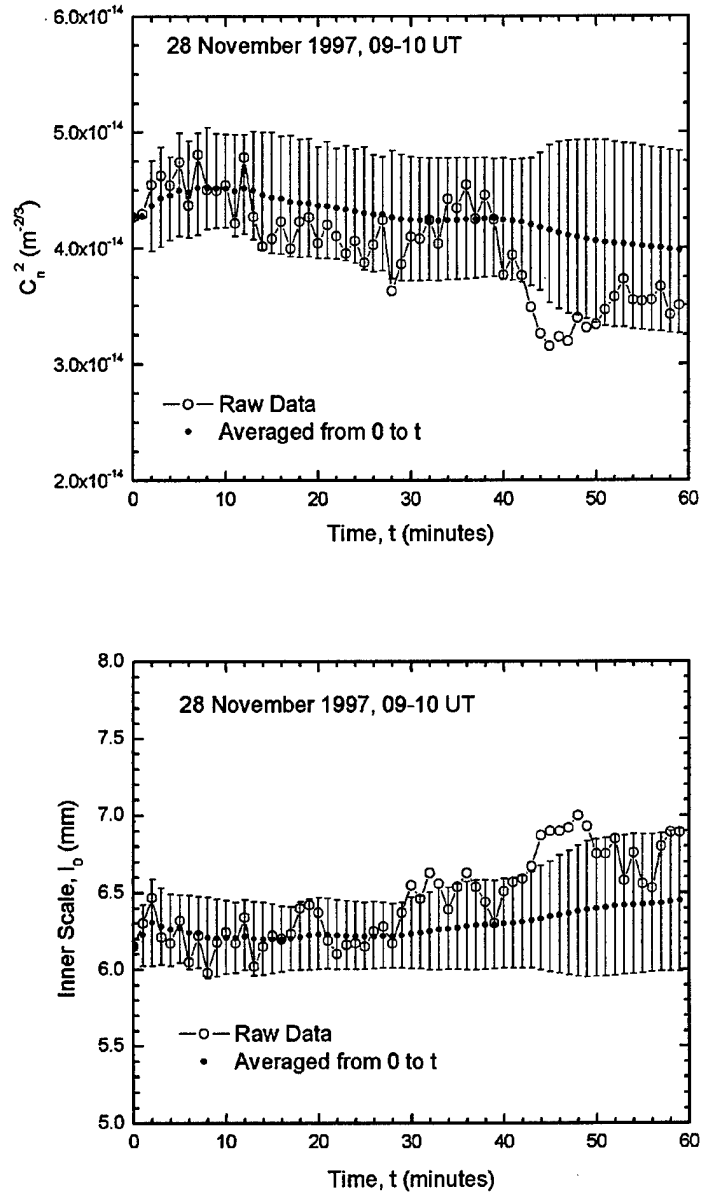 6.0x10⁻¹⁴
28 November 1997, 09-10 UT
5.0x10⁻¹⁴
4.0x10⁻¹⁴
3.0x10⁻¹⁴
2.0x10⁻¹⁴
Cₙ² (m⁻²ᐟ³)
Raw Data
Averaged from 0 to t
0 10 20 30 40 50 60
Time, t (minutes)
8.0
28 November 1997, 09-10 UT
7.5
7.0
6.5
6.0
5.5
5.0
Inner Scale, l₀ (mm)
Raw Data
Averaged from 0 to t
0 10 20 30 40 50 60
Time, t (minutes)